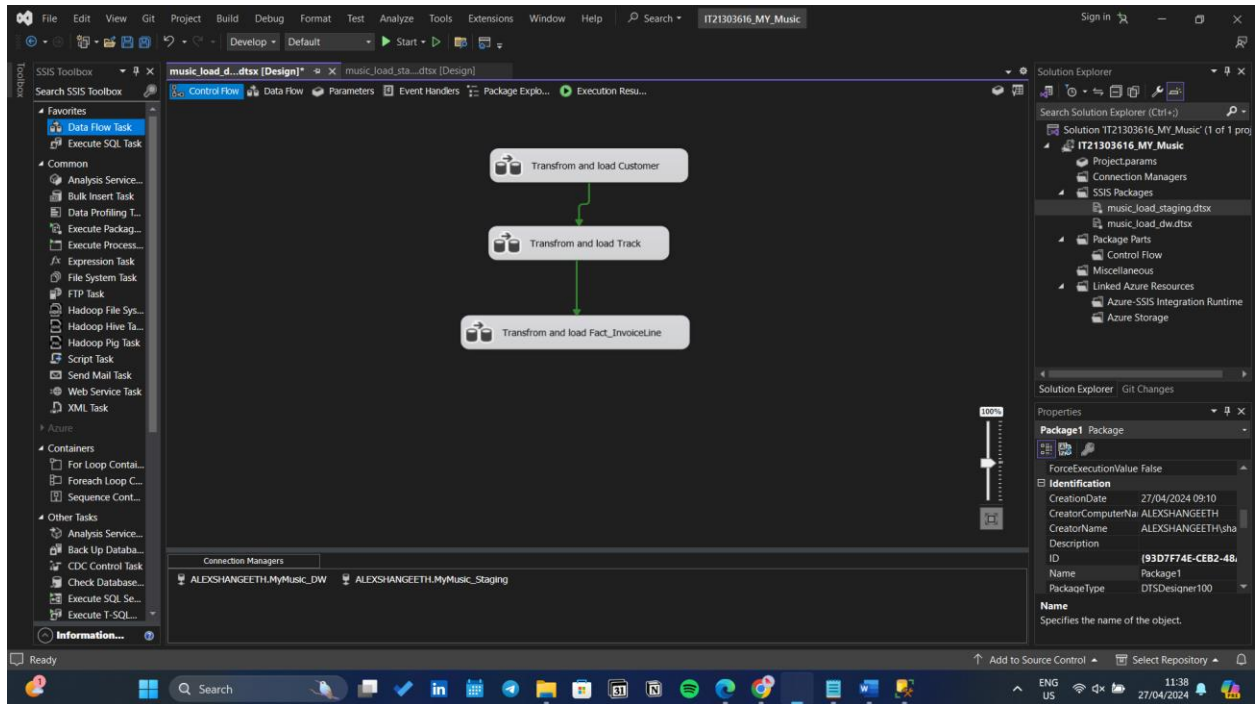 File Edit View Git Project Build Debug Format Test Analyze Tools Extensions Window Help Search IT21303616_MY_Music Sign in
Develop Default Start
Toolbox
SSIS Toolbox
Search SSIS Toolbox
Favorites
Data Flow Task
Execute SQL Task
Common
Analysis Service...
Bulk Insert Task
Data Profiling T...
Execute Packag...
Execute Process...
Expression Task
File System Task
FTP Task
Hadoop File Sys...
Hadoop Hive Ta...
Hadoop Pig Task
Script Task
Send Mail Task
Web Service Task
XML Task
Azure
Containers
For Loop Contai...
Foreach Loop C...
Sequence Cont...
Other Tasks
Analysis Service...
Back Up Databa...
CDC Control Task
Check Database...
Execute SQL Se...
Execute T-SQL...
Information...
music_load_d...dtsx [Design]* music_load_sta....dtsx [Design]
Control Flow Data Flow Parameters Event Handlers Package Explo... Execution Resu...
Transfrom and load Customer
Transfrom and load Track
Transfrom and load Fact_InvoiceLine
100%
Connection Managers
ALEXSHANGEETH.MyMusic_DW ALEXSHANGEETH.MyMusic_Staging
Solution Explorer
Search Solution Explorer (Ctrl+;)
Solution 'IT21303616_MY_Music' (1 of 1 proj
IT21303616_MY_Music
Project.params
Connection Managers
SSIS Packages
music_load_staging.dtsx
music_load_dw.dtsx
Package Parts
Control Flow
Miscellaneous
Linked Azure Resources
Azure-SSIS Integration Runtime
Azure Storage
Solution Explorer Git Changes
Properties
Package1 Package
ForceExecutionValue False
Identification
CreationDate 27/04/2024 09:10
CreatorComputerNa ALEXSHANGEETH
CreatorName ALEXSHANGEETH\sha
Description
ID {93D7F74E-CEB2-48
Name Package1
PackageType DTSDesigner100
Name
Specifies the name of the object.
Ready Add to Source Control Select Repository
1 Search 31 ENG 11:38
US 27/04/2024